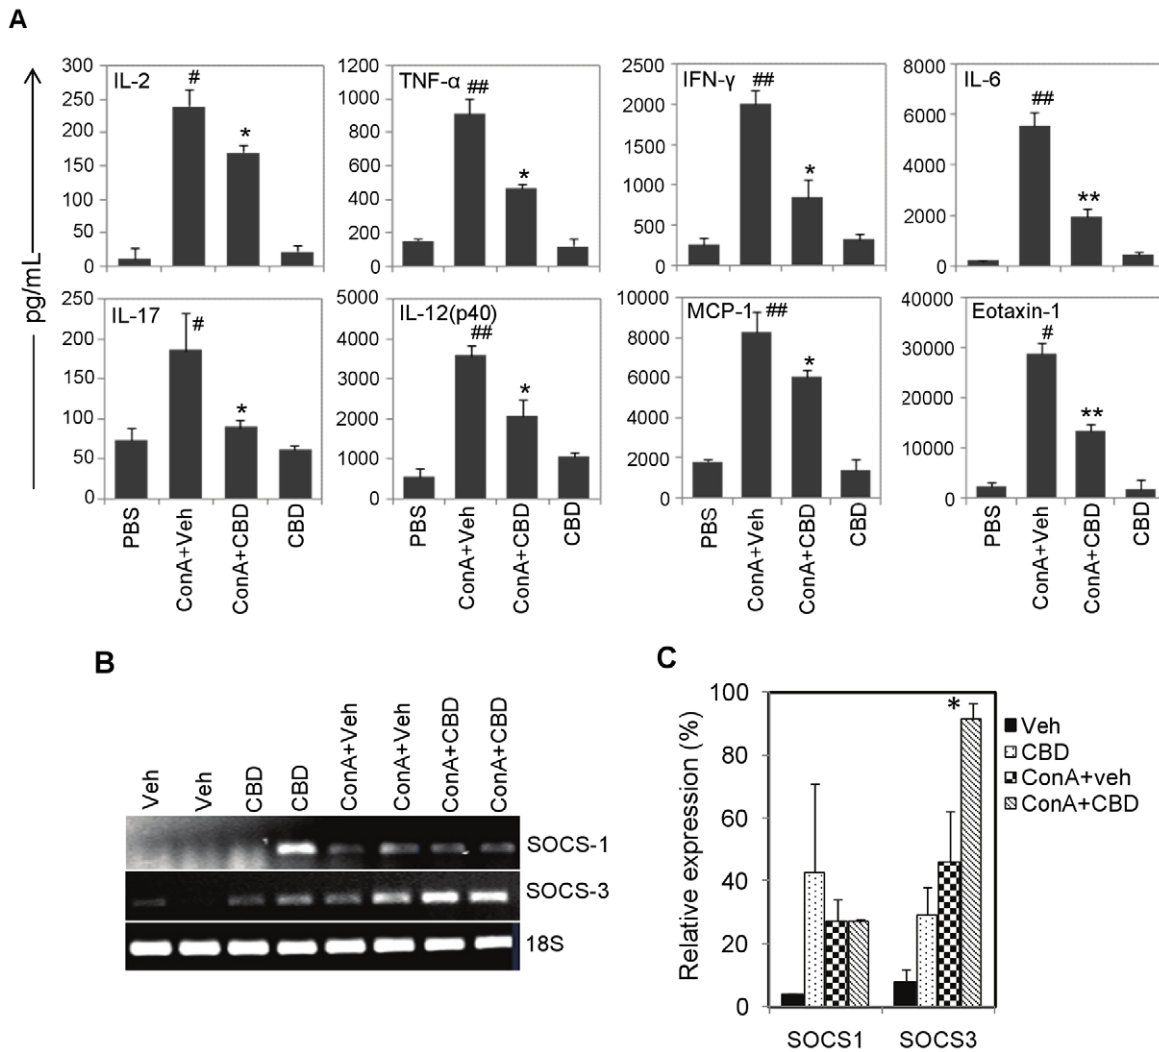 A
pg/mL
300
250
200
150
100
50
0
IL-2
#
*
1200
1000
800
600
400
200
0
TNF-α
##
*
2500
2000
1500
1000
500
0
IFN-γ
##
*
8000
6000
4000
2000
0
IL-6
##
**
250
200
150
100
50
0
IL-17
#
*
PBS
ConA+Veh
ConA+CBD
CBD
5000
4000
3000
2000
1000
0
IL-12(p40)
##
*
PBS
ConA+Veh
ConA+CBD
CBD
10000
8000
6000
4000
2000
0
MCP-1
##
*
PBS
ConA+Veh
ConA+CBD
CBD
40000
30000
20000
10000
0
Eotaxin-1
#
**
PBS
ConA+Veh
ConA+CBD
CBD
B
Veh
Veh
CBD
CBD
ConA+Veh
ConA+Veh
ConA+CBD
ConA+CBD
SOCS-1
SOCS-3
18S
C
Relative expression (%)
100
80
60
40
20
0
*
Veh
CBD
ConA+veh
ConA+CBD
SOCS1
SOCS3